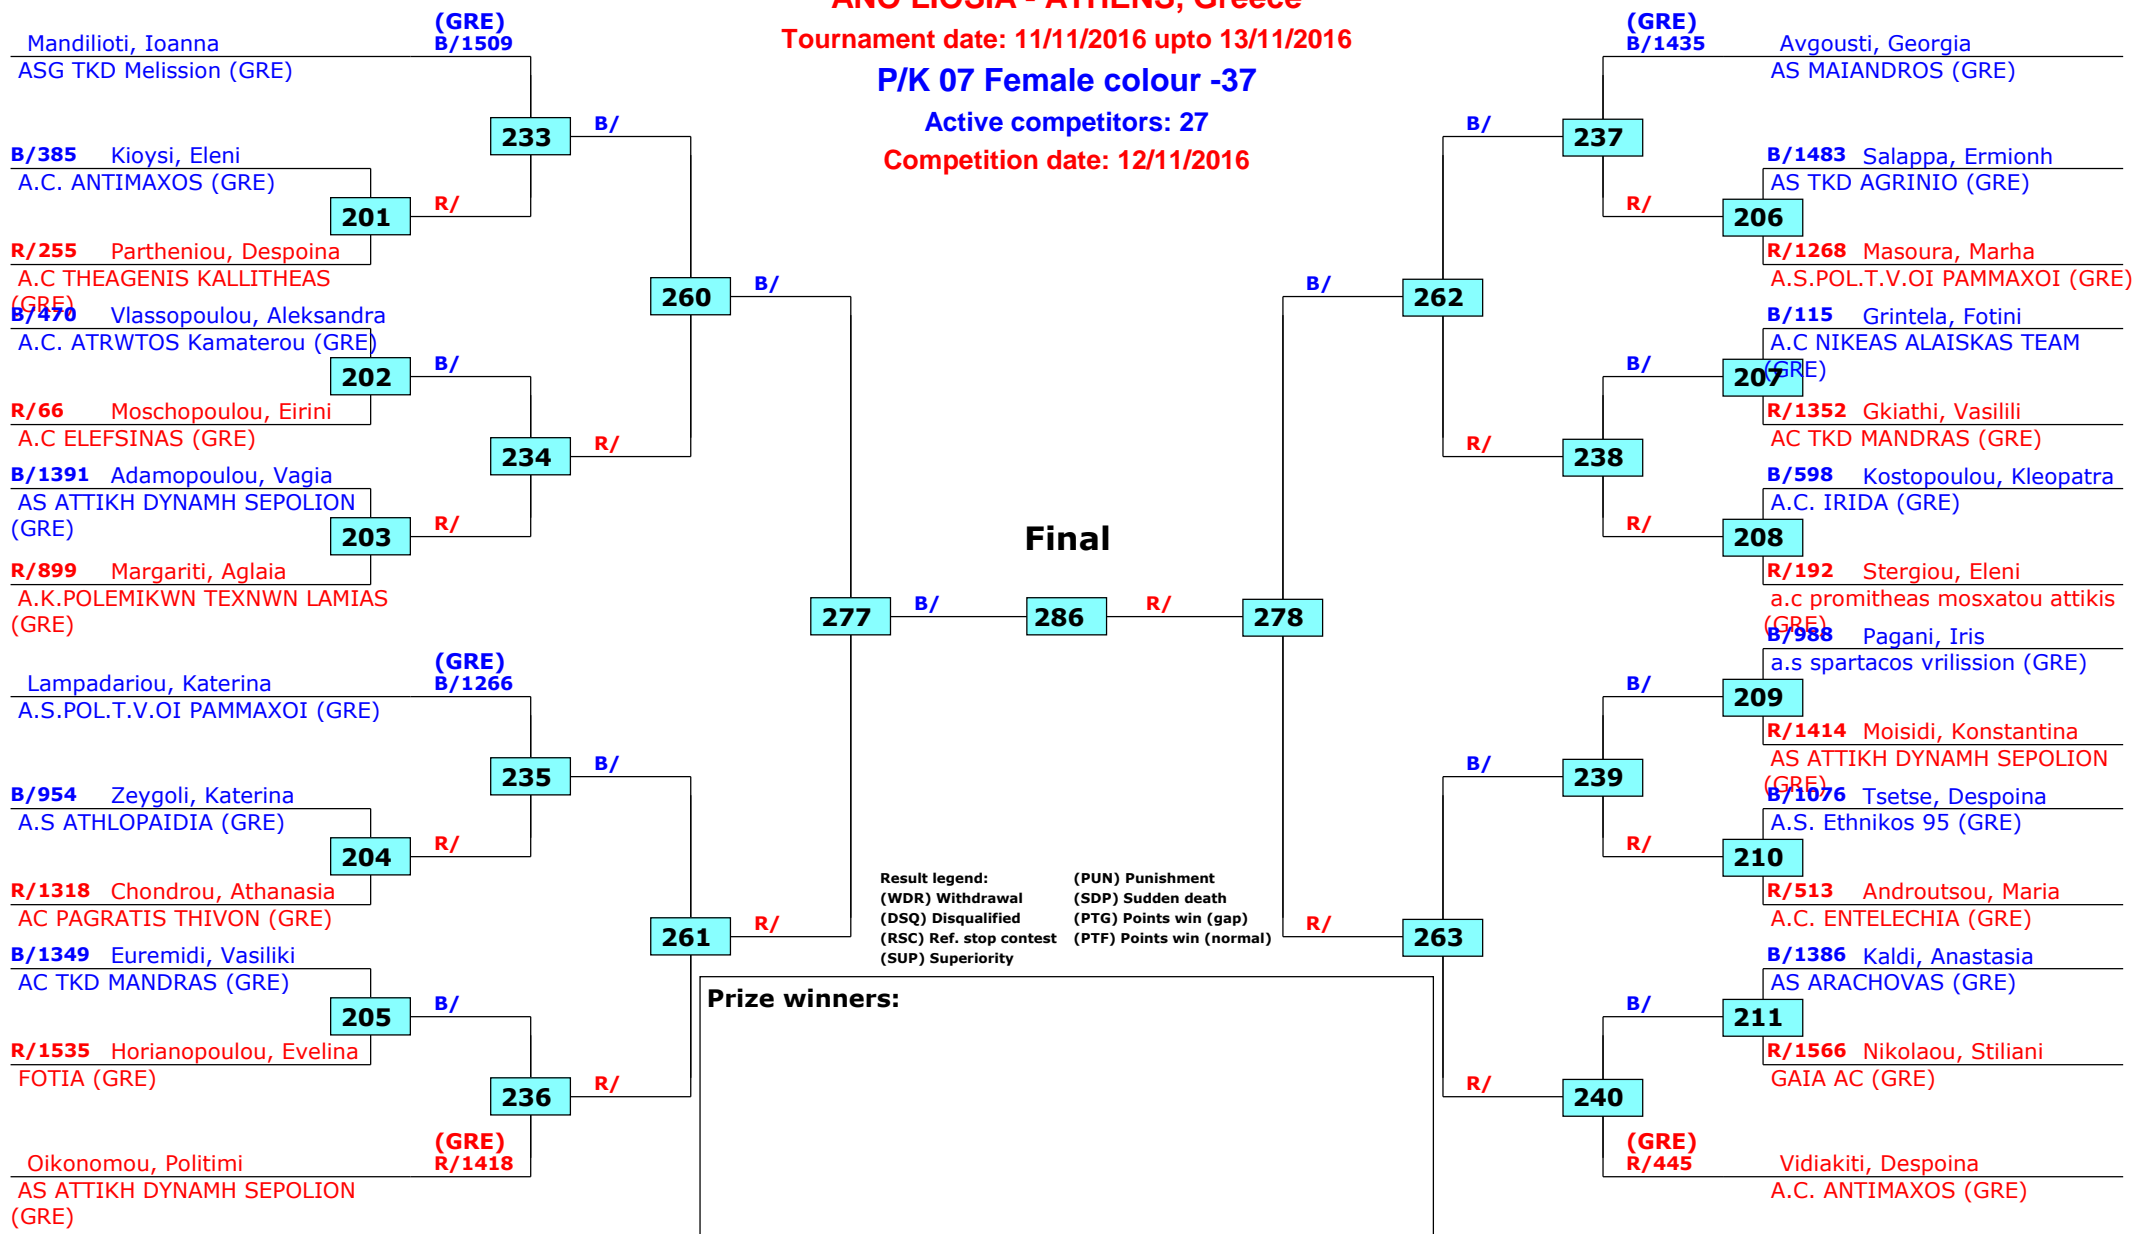 ANO LIOSIA - ATHENS, Greece
Tournament date: 11/11/2016 upto 13/11/2016
P/K 07 Female colour -37
Active competitors: 27
Competition date: 12/11/2016
(GRE)
Mandilioti, Ioanna B/1509
ASG TKD Melission (GRE)
233
B/
B/385 Kioysi, Eleni
A.C. ANTIMAXOS (GRE)
201
R/
R/255 Partheniou, Despoina
A.C THEAGENIS KALLITHEAS
(GRE)
260
B/
B/470 Vlassopoulou, Aleksandra
A.C. ATRWTOS Kamaterou (GRE)
202
B/
R/66 Moschopoulou, Eirini
A.C ELEFSINAS (GRE)
234
R/
B/1391 Adamopoulou, Vagia
AS ATTIKH DYNAMH SEPOLION
(GRE)
203
R/
R/899 Margariti, Aglaia
A.K.POLEMIKWN TEXNWN LAMIAS
(GRE)
277
B/
(GRE)
Lampadariou, Katerina B/1266
A.S.POL.T.V.OI PAMMAXOI (GRE)
235
B/
B/954 Zeygoli, Katerina
A.S ATHLOPAIDIA (GRE)
204
R/
R/1318 Chondrou, Athanasia
AC PAGRATIS THIVON (GRE)
261
R/
B/1349 Euremidi, Vasiliki
AC TKD MANDRAS (GRE)
205
B/
R/1535 Horianopoulou, Evelina
FOTIA (GRE)
236
R/
(GRE)
Oikonomou, Politimi R/1418
AS ATTIKH DYNAMH SEPOLION
(GRE)
Final
286
R/
278
(GRE)
B/1435 Avgousti, Georgia
AS MAIANDROS (GRE)
B/
237
B/1483 Salappa, Ermionh
AS TKD AGRINIO (GRE)
R/
206
R/1268 Masoura, Marha
A.S.POL.T.V.OI PAMMAXOI (GRE)
B/
262
B/115 Grintela, Fotini
A.C NIKEAS ALAISKAS TEAM
(GRE)
B/
207
R/1352 Gkiathi, Vasilili
AC TKD MANDRAS (GRE)
R/
238
B/598 Kostopoulou, Kleopatra
A.C. IRIDA (GRE)
R/
208
R/192 Stergiou, Eleni
a.c promitheas mosxatou attikis
(GRE)
B/988 Pagani, Iris
a.s spartacos vrilission (GRE)
B/
209
R/1414 Moisidi, Konstantina
AS ATTIKH DYNAMH SEPOLION
(GRE)
B/
239
B/1076 Tsetse, Despoina
A.S. Ethnikos 95 (GRE)
R/
210
R/513 Androutsou, Maria
A.C. ENTELECHIA (GRE)
R/
263
B/1386 Kaldi, Anastasia
AS ARACHOVAS (GRE)
B/
211
R/1566 Nikolaou, Stiliani
GAIA AC (GRE)
R/
240
(GRE)
R/445 Vidiakiti, Despoina
A.C. ANTIMAXOS (GRE)
Result legend: (PUN) Punishment
(WDR) Withdrawal (SDP) Sudden death
(DSQ) Disqualified (PTG) Points win (gap)
(RSC) Ref. stop contest (PTF) Points win (normal)
(SUP) Superiority
Prize winners: